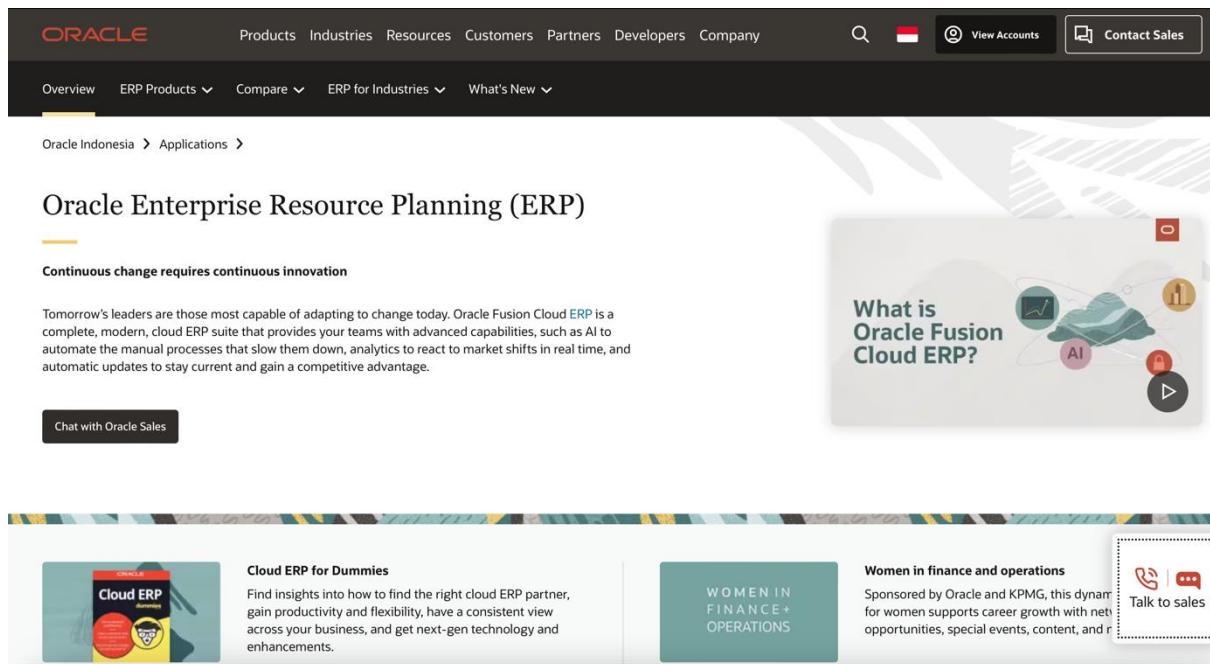 ORACLE
Products Industries Resources Customers Partners Developers Company
View Accounts
Contact Sales
Overview ERP Products Compare ERP for Industries What's New
Oracle Indonesia Applications
Oracle Enterprise Resource Planning (ERP)
Continuous change requires continuous innovation
Tomorrow's leaders are those most capable of adapting to change today. Oracle Fusion Cloud ERP is a
complete, modern, cloud ERP suite that provides your teams with advanced capabilities, such as AI to
automate the manual processes that slow them down, analytics to react to market shifts in real time, and
automatic updates to stay current and gain a competitive advantage.
Chat with Oracle Sales
What is
Oracle Fusion
Cloud ERP?
AI
ORACLE
Cloud ERP
dummies
Cloud ERP for Dummies
Find insights into how to find the right cloud ERP partner,
gain productivity and flexibility, have a consistent view
across your business, and get next-gen technology and
enhancements.
WOMEN IN
FINANCE+
OPERATIONS
Women in finance and operations
Sponsored by Oracle and KPMG, this
for women supports career growth with
opportunities, special events, content, and
Talk to sales